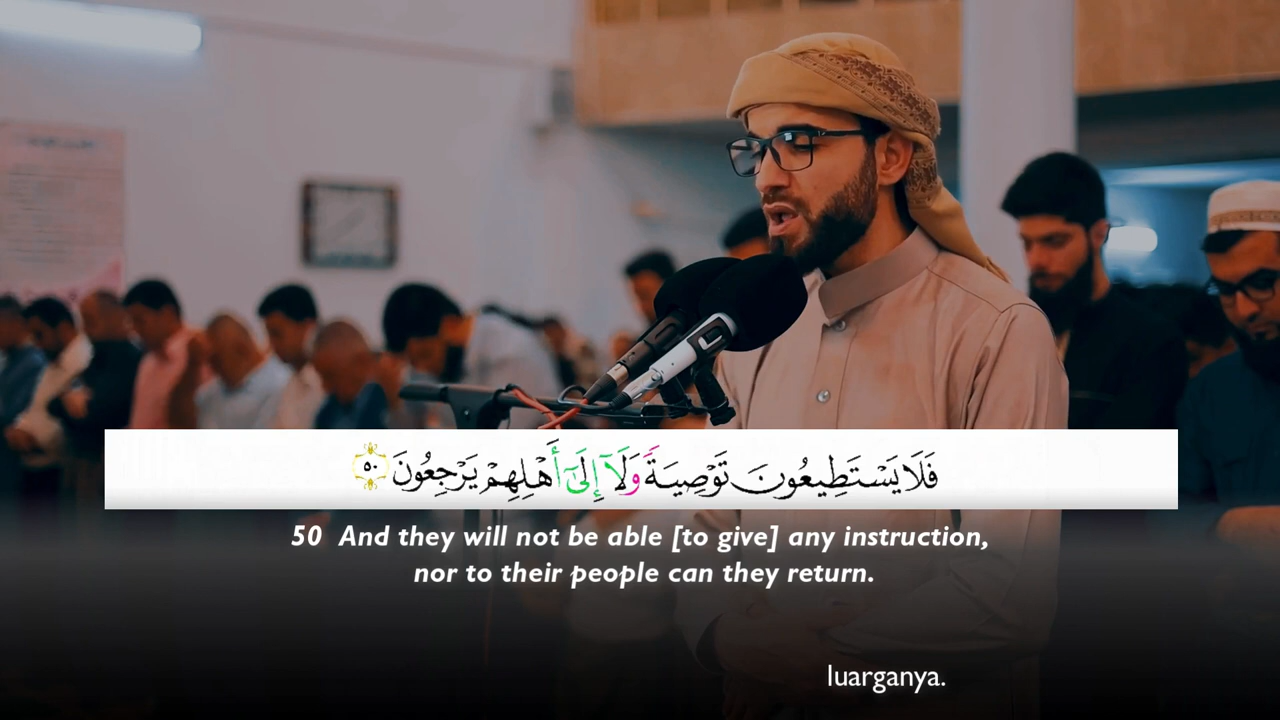 فَلَا يَسْتَطِيعُونَ تَوْصِيَةً وَلَآ إِلَىٰٓ أَهْلِهِمْ يَرْجِعُونَ ٥٠
50 And they will not be able [to give] any instruction,
nor to their people can they return.
luarganya.